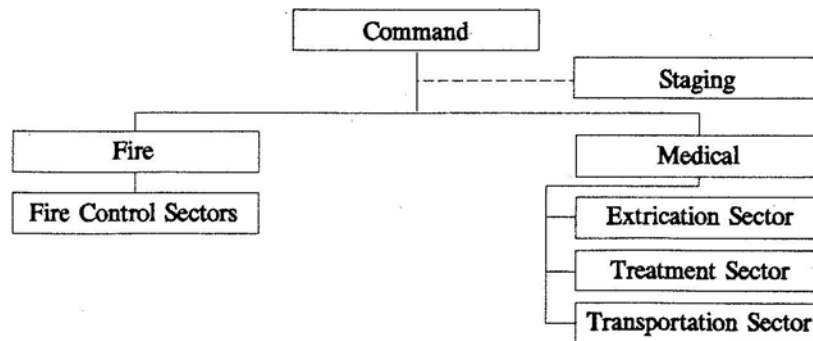 Command
Staging
Fire
Medical
Fire Control Sectors
Extrication Sector
Treatment Sector
Transportation Sector